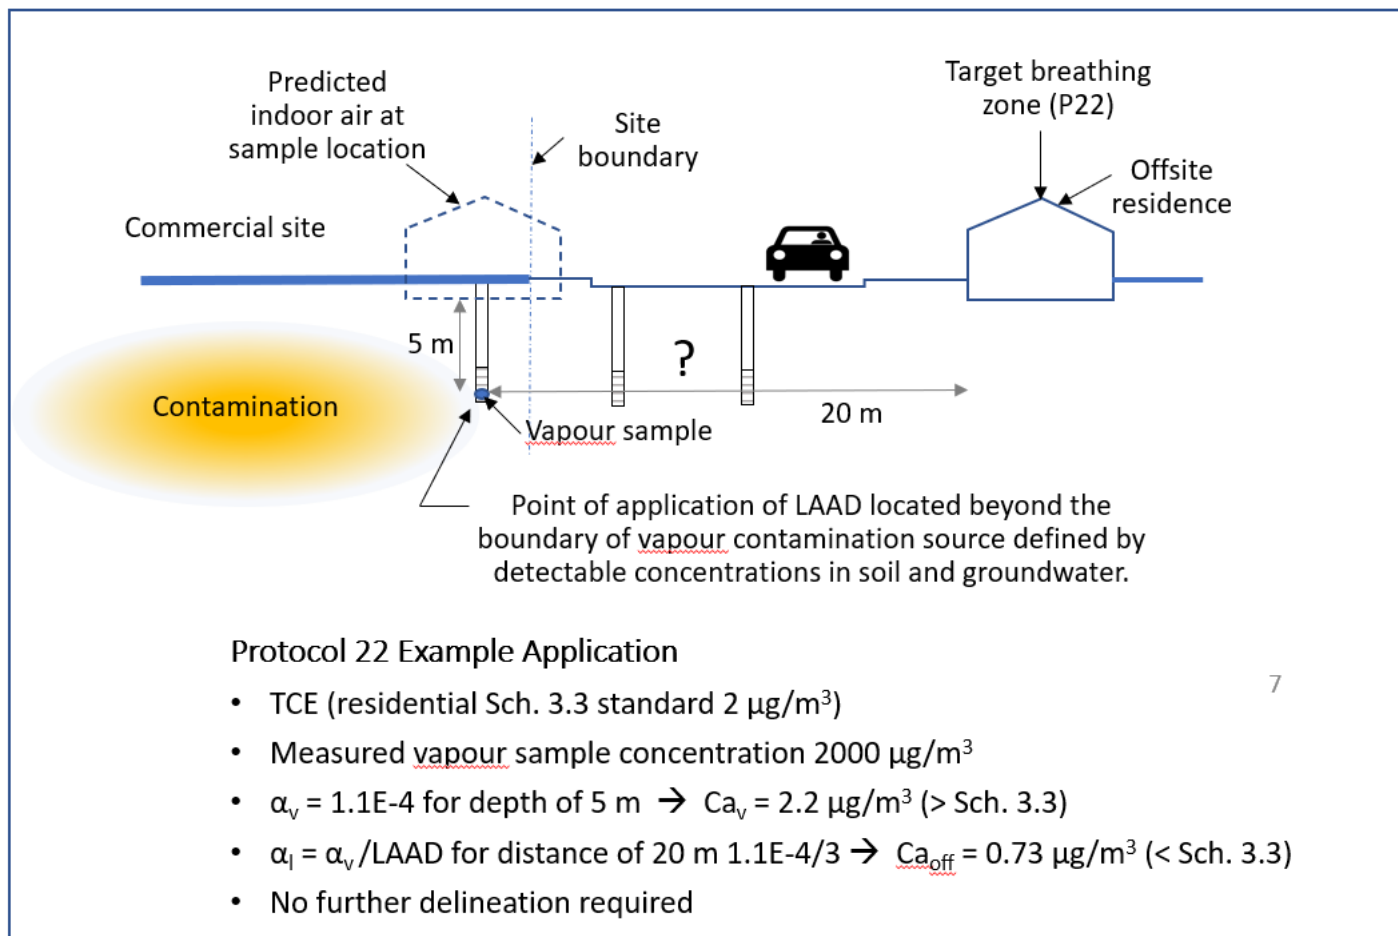 Predicted
indoor air at
sample location
Site
boundary
Target breathing
zone (P22)
Offsite
residence
Commercial site
5 m
?
Contamination
20 m
Vapour sample
Point of application of LAAD located beyond the
boundary of vapour contamination source defined by
detectable concentrations in soil and groundwater.
Protocol 22 Example Application
7
• TCE (residential Sch. 3.3 standard 2 µg/m³)
• Measured vapour sample concentration 2000 µg/m³
• αv = 1.1E-4 for depth of 5 m → Cav = 2.2 µg/m³ (> Sch. 3.3)
• αl = αv /LAAD for distance of 20 m 1.1E-4/3 → Caoff = 0.73 µg/m³ (< Sch. 3.3)
• No further delineation required